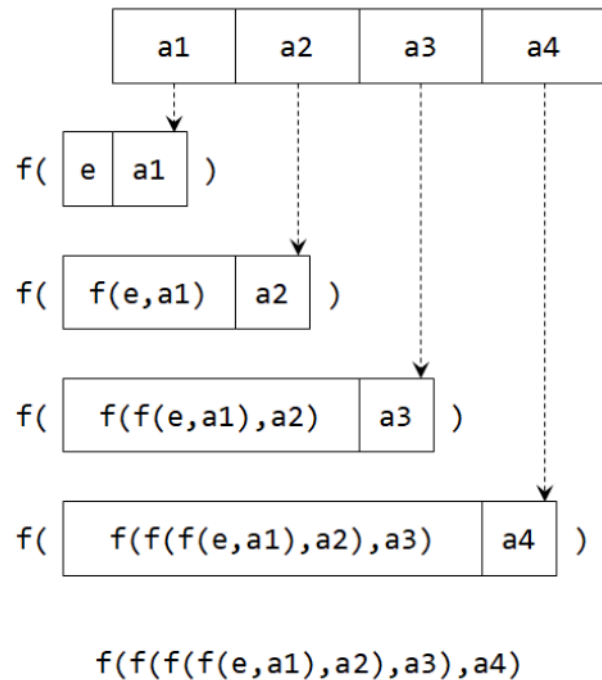 a1 a2 a3 a4
f( e a1 )
f( f(e,a1) a2 )
f( f(f(e,a1),a2) a3 )
f( f(f(f(e,a1),a2),a3) a4 )
f(f(f(f(e,a1),a2),a3),a4)